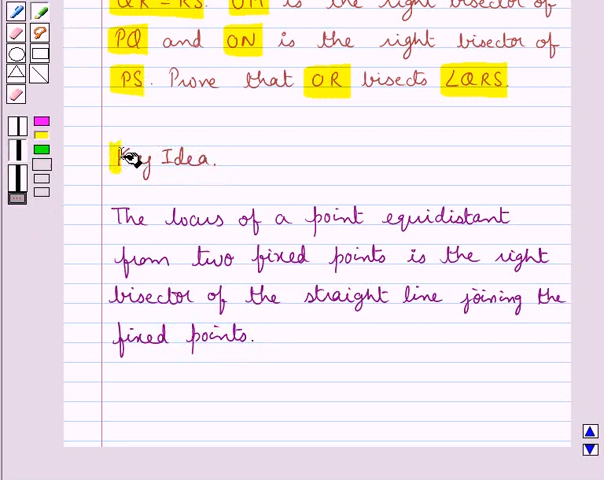 QR = RS. OM is the right bisector of
PQ and ON is the right bisector of
PS. Prove that OR bisects ∠QRS.
Key Idea.
The locus of a point equidistant
from two fixed points is the right
bisector of the straight line joining the
fixed points.